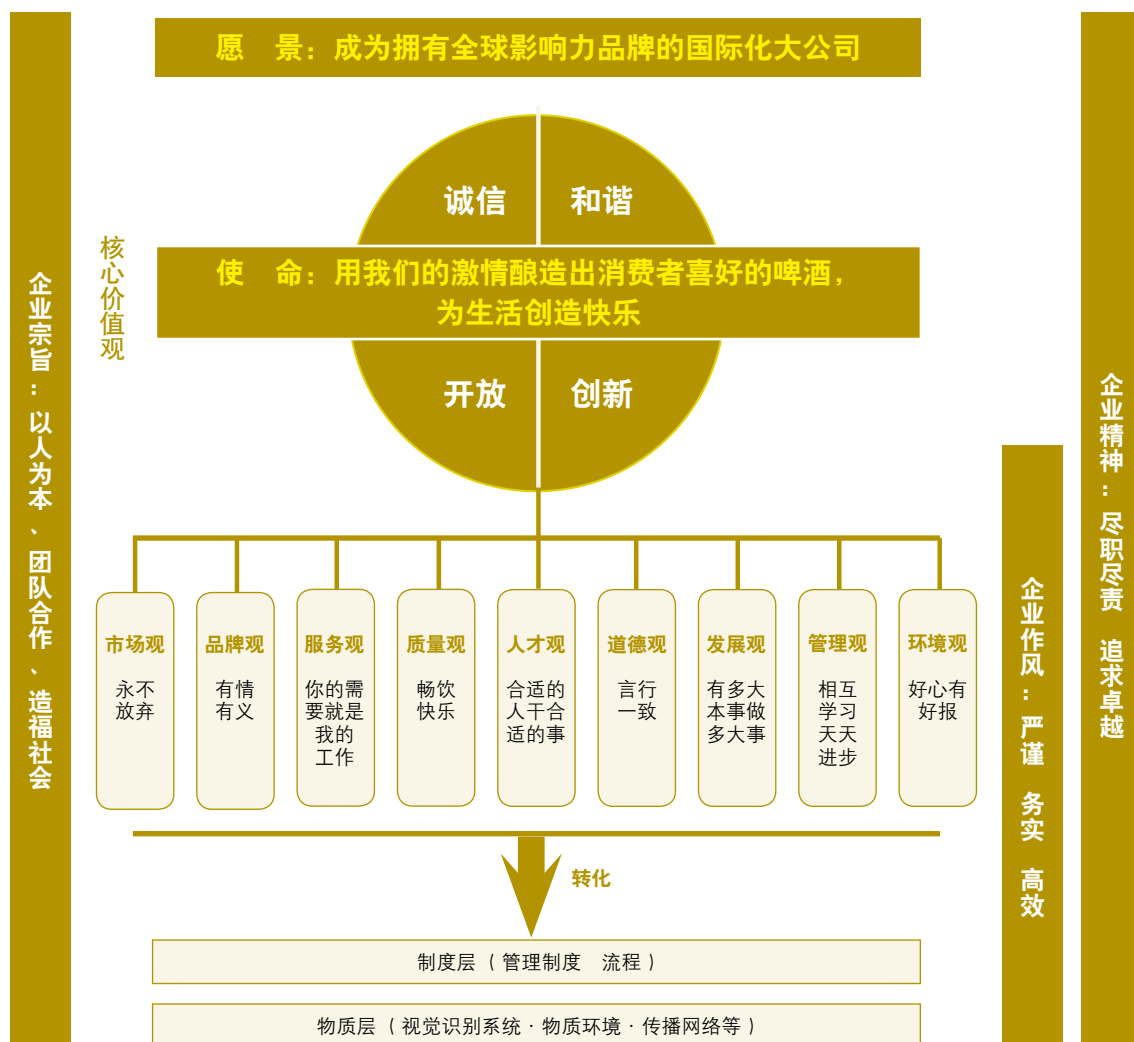 愿　景：成为拥有全球影响力品牌的国际化大公司
诚信
和谐
核心价值观
使　命：用我们的激情酿造出消费者喜好的啤酒，
为生活创造快乐
开放
创新
企业宗旨：以人为本、团队合作、造福社会
企业精神：尽职尽责　追求卓越
企业作风：严谨　务实　高效
市场观
永不
放弃
品牌观
有情
有义
服务观
你的需
要就是
我的
工作
质量观
畅饮
快乐
人才观
合适的
人干合
适的事
道德观
言行
一致
发展观
有多大
本事做
多大事
管理观
相互
学习
天天
进步
环境观
好心有
好报
转化
制度层（管理制度　流程）
物质层（视觉识别系统·物质环境·传播网络等）